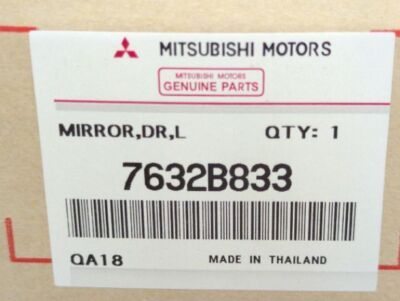 MITSUBISHI MOTORS
MITSUBISHI MOTORS
GENUINE PARTS
MIRROR,DR,L QTY: 1
7632B833
QA18 MADE IN THAILAND